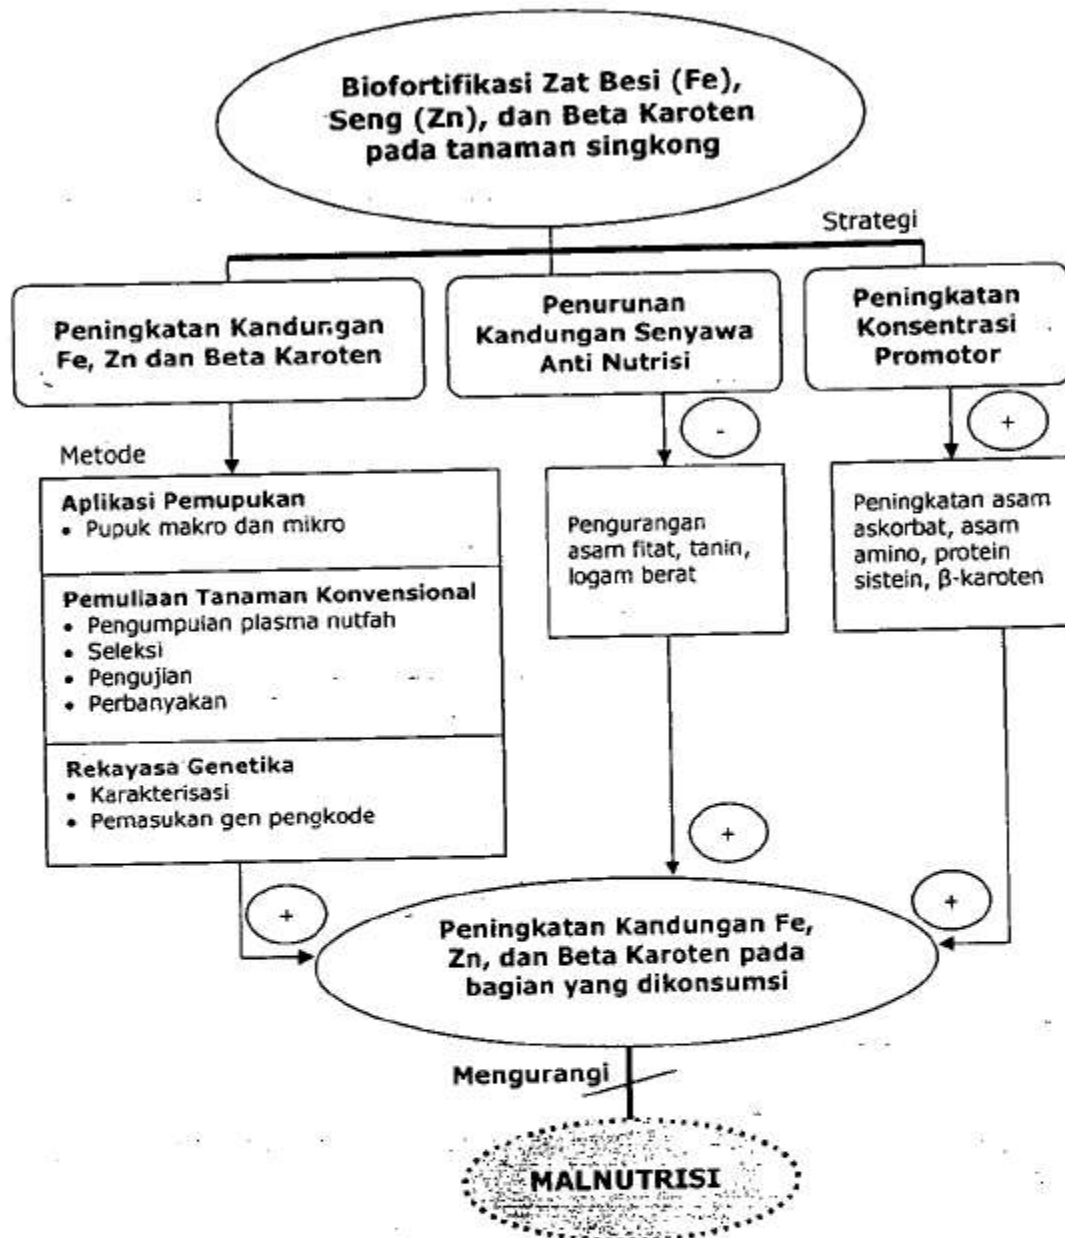 Biofortifikasi Zat Besi (Fe),
Seng (Zn), dan Beta Karoten
pada tanaman singkong
Strategi
Peningkatan Kandungan
Fe, Zn dan Beta Karoten
Penurunan
Kandungan Senyawa
Anti Nutrisi
Peningkatan
Konsentrasi
Promotor
-
+
Metode
Aplikasi Pemupukan
• Pupuk makro dan mikro
Pemuliaan Tanaman Konvensional
• Pengumpulan plasma nutfah
• Seleksi
• Pengujian
• Perbanyakan
Rekayasa Genetika
• Karakterisasi
• Pemasukan gen pengkode
Pengurangan
asam fitat, tanin,
logam berat
Peningkatan asam
askorbat, asam
amino, protein
sistein, β-karoten
+
+
+
Peningkatan Kandungan Fe,
Zn, dan Beta Karoten pada
bagian yang dikonsumsi
Mengurangi
MALNUTRISI